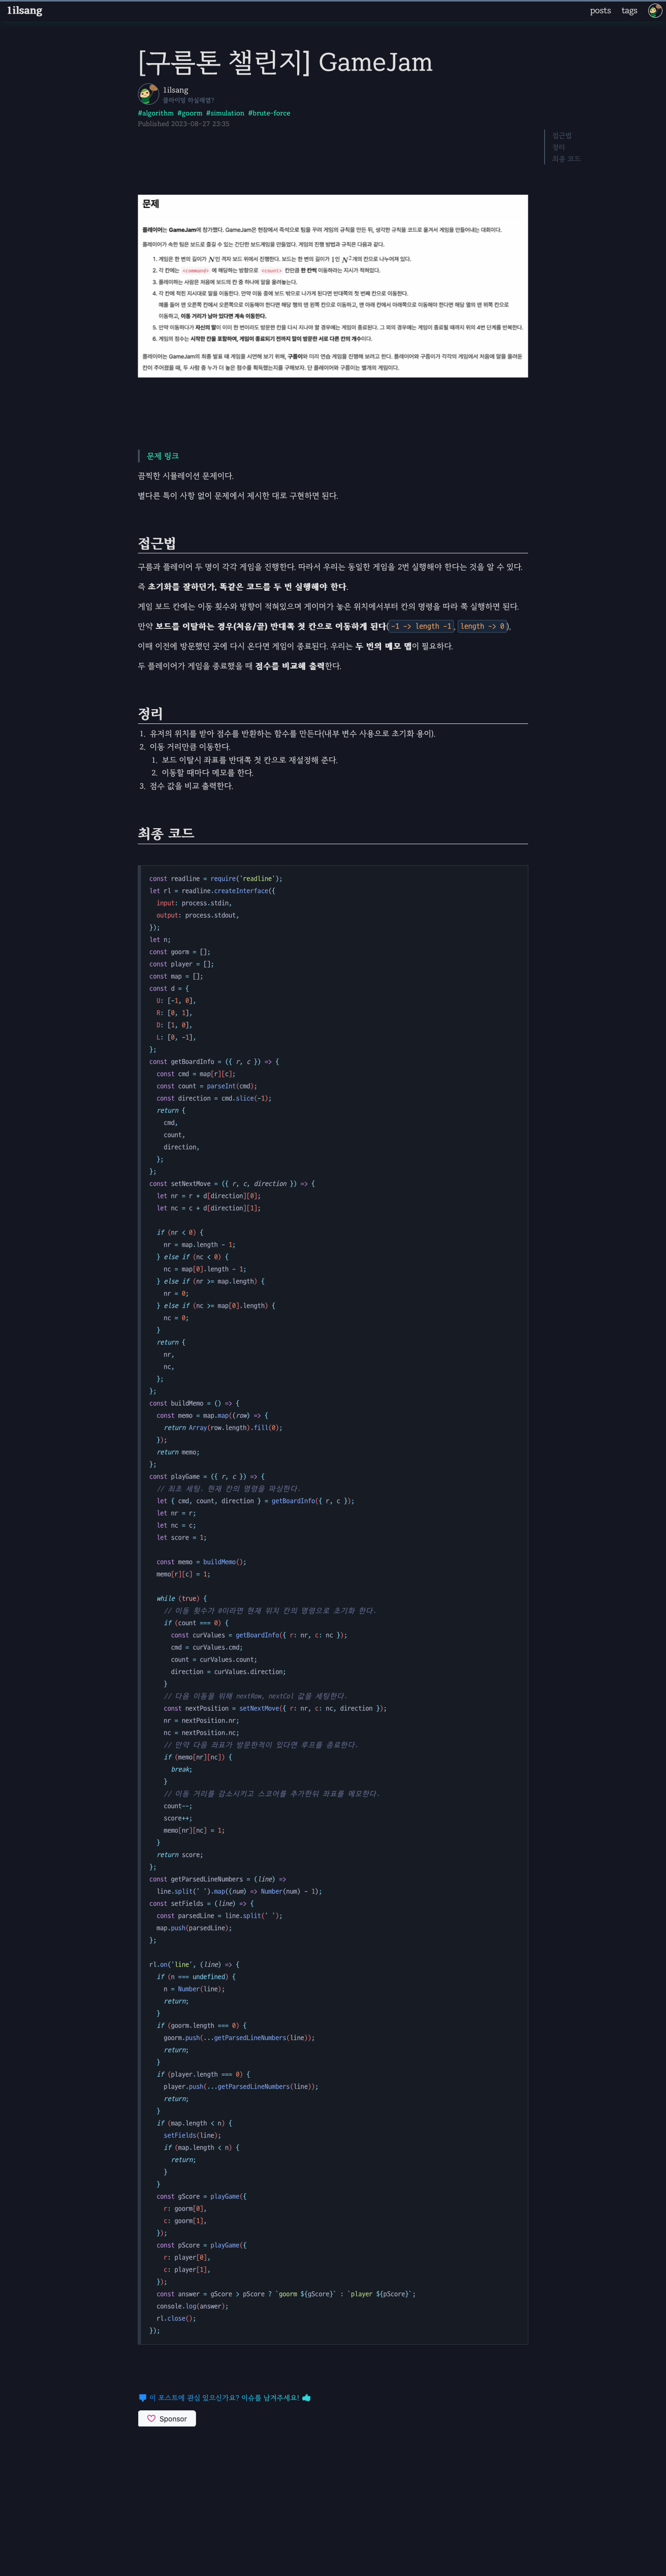 1ilsang
posts
tags
[구름톤 챌린지] GameJam
1ilsang
클라이밍 하실래염?
#algorithm #goorm #simulation #brute-force
Published 2023-08-27 23:35
접근법
정리
최종 코드
문제
플레이어는 GameJam에 참가했다. GameJam은 현장에서 즉석으로 팀을 꾸려 게임의 규칙을 만든 뒤, 생각한 규칙을 코드로 옮겨서 게임을 만들어내는 대회이다.
플레이어가 속한 팀은 보드로 즐길 수 있는 간단한 보드게임을 만들었다. 게임의 진행 방법과 규칙은 다음과 같다.
1. 게임은 한 변의 길이가 N인 격자 모양 보드 위에서 진행한다. 보드는 한 변의 길이가 1인 N²개의 칸으로 나누어져 있다.
2. 각 칸에는 <command> 에 해당하는 방향으로 <count> 칸만큼 한 칸씩 이동하라는 지시가 적혀있다.
3. 플레이하는 사람은 처음에 보드의 칸 중 하나에 말을 올려놓는다.
4. 각 칸에 적힌 지시대로 말을 이동한다. 만약 이동 중에 보드 밖으로 나가게 된다면 반대쪽의 첫 번째 칸으로 이동한다.
예를 들어 맨 오른쪽 칸에서 오른쪽으로 이동해야 한다면 해당 행의 맨 왼쪽 칸으로 이동하고, 맨 아래 칸에서 아래쪽으로 이동해야 한다면 해당 열의 맨 위쪽 칸으로
이동하고, 이동 거리가 남아 있다면 계속 이동한다.
5. 만약 이동하다가 자신의 말이 이미 한 번이라도 방문한 칸을 다시 지나야 할 경우에는 게임이 종료된다. 그 외의 경우에는 게임이 종료될 때까지 위의 4번 단계를 반복한다.
6. 게임의 점수는 시작한 칸을 포함하여, 게임이 종료되기 전까지 말이 방문한 서로 다른 칸의 개수이다.
플레이어는 GameJam의 최종 발표 때 게임을 시연해 보기 위해, 구름이와 미리 연습 게임을 진행해 보려고 한다. 플레이어와 구름이가 각각의 게임에서 처음에 말을 올려둔
칸이 주어졌을 때, 두 사람 중 누가 더 높은 점수를 획득했는지를 구해보자. 단 플레이어와 구름이는 별개의 게임이다.
문제 링크
끔찍한 시뮬레이션 문제이다.
별다른 특이 사항 없이 문제에서 제시한 대로 구현하면 된다.
접근법
구름과 플레이어 두 명이 각각 게임을 진행한다. 따라서 우리는 동일한 게임을 2번 실행해야 한다는 것을 알 수 있다.
즉 초기화를 잘하던가, 똑같은 코드를 두 번 실행해야 한다.
게임 보드 칸에는 이동 횟수와 방향이 적혀있으며 게이머가 놓은 위치에서부터 칸의 명령을 따라 쭉 실행하면 된다.
만약 보드를 이탈하는 경우(처음/끝) 반대쪽 첫 칸으로 이동하게 된다(-1 -> length -1, length -> 0).
이때 이전에 방문했던 곳에 다시 온다면 게임이 종료된다. 우리는 두 번의 메모 맵이 필요하다.
두 플레이어가 게임을 종료했을 때 점수를 비교해 출력한다.
정리
1. 유저의 위치를 받아 점수를 반환하는 함수를 만든다(내부 변수 사용으로 초기화 용이).
2. 이동 거리만큼 이동한다.
1. 보드 이탈시 좌표를 반대쪽 첫 칸으로 재설정해 준다.
2. 이동할 때마다 메모를 한다.
3. 점수 값을 비교 출력한다.
최종 코드
const readline = require('readline');
let rl = readline.createInterface({
  input: process.stdin,
  output: process.stdout,
});
let n;
const goorm = [];
const player = [];
const map = [];
const d = {
  U: [-1, 0],
  R: [0, 1],
  D: [1, 0],
  L: [0, -1],
};
const getBoardInfo = ({ r, c }) => {
  const cmd = map[r][c];
  const count = parseInt(cmd);
  const direction = cmd.slice(-1);
  return {
    cmd,
    count,
    direction,
  };
};
const setNextMove = ({ r, c, direction }) => {
  let nr = r + d[direction][0];
  let nc = c + d[direction][1];
  if (nr < 0) {
    nr = map.length - 1;
  } else if (nc < 0) {
    nc = map[0].length - 1;
  } else if (nr >= map.length) {
    nr = 0;
  } else if (nc >= map[0].length) {
    nc = 0;
  }
  return {
    nr,
    nc,
  };
};
const buildMemo = () => {
  const memo = map.map((row) => {
    return Array(row.length).fill(0);
  });
  return memo;
};
const playGame = ({ r, c }) => {
  // 최초 세팅. 현재 칸의 명령을 파싱한다.
  let { cmd, count, direction } = getBoardInfo({ r, c });
  let nr = r;
  let nc = c;
  let score = 1;
  const memo = buildMemo();
  memo[r][c] = 1;
  while (true) {
    // 이동 횟수가 0이라면 현재 위치 칸의 명령으로 초기화 한다.
    if (count === 0) {
      const curValues = getBoardInfo({ r: nr, c: nc });
      cmd = curValues.cmd;
      count = curValues.count;
      direction = curValues.direction;
    }
    // 다음 이동을 위해 nextRow, nextCol 값을 세팅한다.
    const nextPosition = setNextMove({ r: nr, c: nc, direction });
    nr = nextPosition.nr;
    nc = nextPosition.nc;
    // 만약 다음 좌표가 방문한적이 있다면 루프를 종료한다.
    if (memo[nr][nc]) {
      break;
    }
    // 이동 거리를 감소시키고 스코어를 추가한뒤 좌표를 메모한다.
    count--;
    score++;
    memo[nr][nc] = 1;
  }
  return score;
};
const getParsedLineNumbers = (line) =>
  line.split(' ').map((num) => Number(num) - 1);
const setFields = (line) => {
  const parsedLine = line.split(' ');
  map.push(parsedLine);
};
rl.on('line', (line) => {
  if (n === undefined) {
    n = Number(line);
    return;
  }
  if (goorm.length === 0) {
    goorm.push(...getParsedLineNumbers(line));
    return;
  }
  if (player.length === 0) {
    player.push(...getParsedLineNumbers(line));
    return;
  }
  if (map.length < n) {
    setFields(line);
    if (map.length < n) {
      return;
    }
  }
  const gScore = playGame({
    r: goorm[0],
    c: goorm[1],
  });
  const pScore = playGame({
    r: player[0],
    c: player[1],
  });
  const answer = gScore > pScore ? `goorm ${gScore}` : `player ${pScore}`;
  console.log(answer);
  rl.close();
});
이 포스트에 관심 있으신가요? 이슈를 남겨주세요!
Sponsor